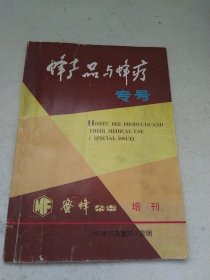 蜂产品与蜂疗
专号
HONEY BEE PRODUCTS AND
THEIR MEDICAL USE
( SPECIAL ISSUE)
蜜蜂杂志 增刊